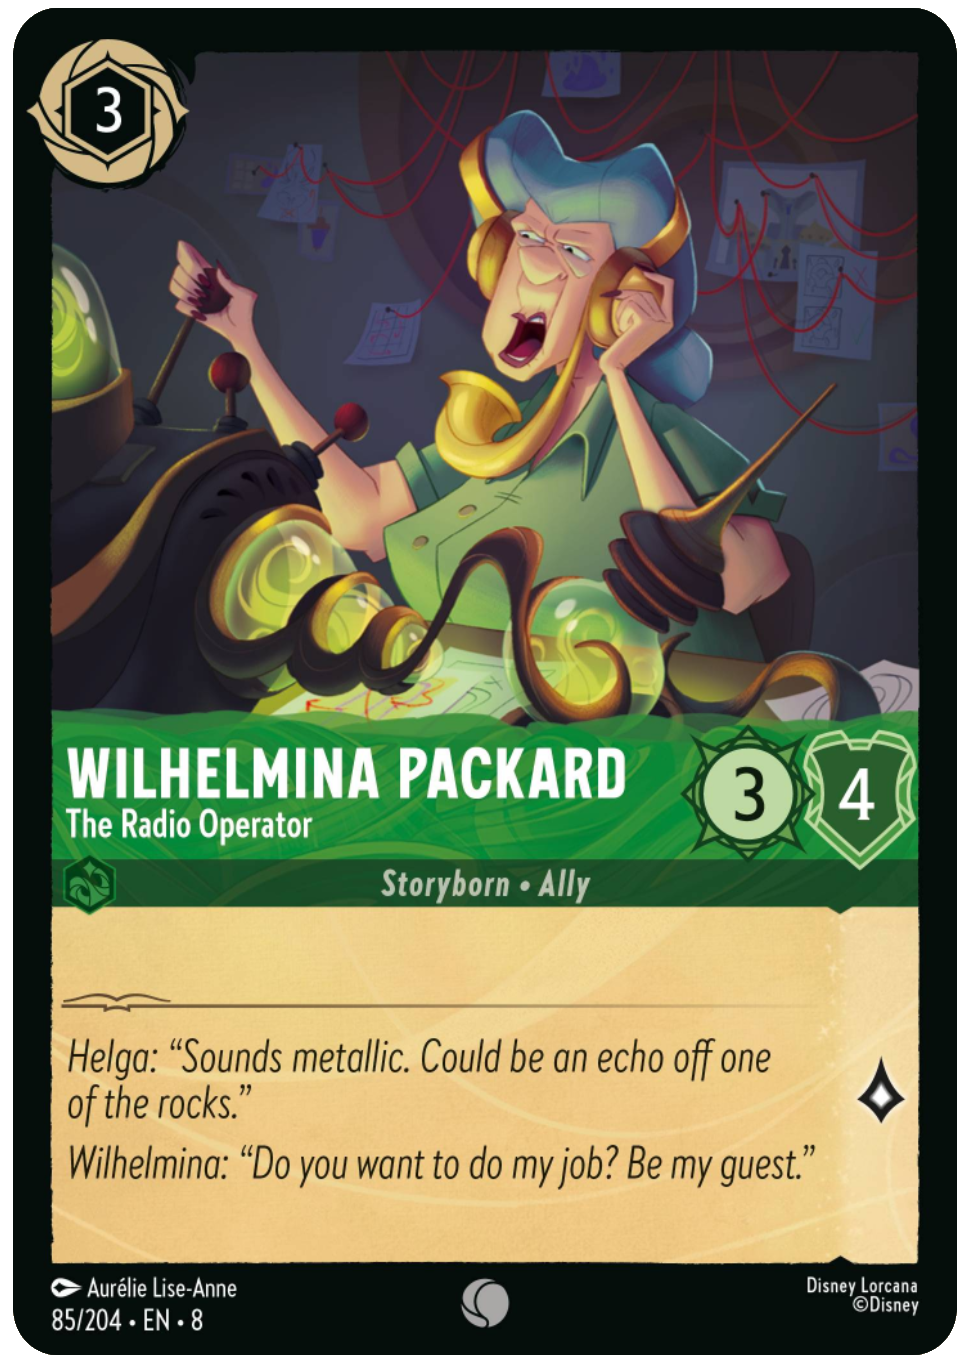 3
WILHELMINA PACKARD
The Radio Operator
3
4
Storyborn • Ally
Helga: “Sounds metallic. Could be an echo off one
of the rocks.”
Wilhelmina: “Do you want to do my job? Be my guest.”
Aurélie Lise-Anne
85/204 • EN • 8
Disney Lorcana
©Disney